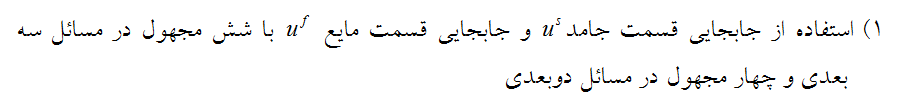 ۱) استفاده از جابجایی قسمت جامد u^s و جابجایی قسمت مایع u^f با شش مجهول در مسائل سه
بعدی و چهار مجهول در مسائل دوبعدی